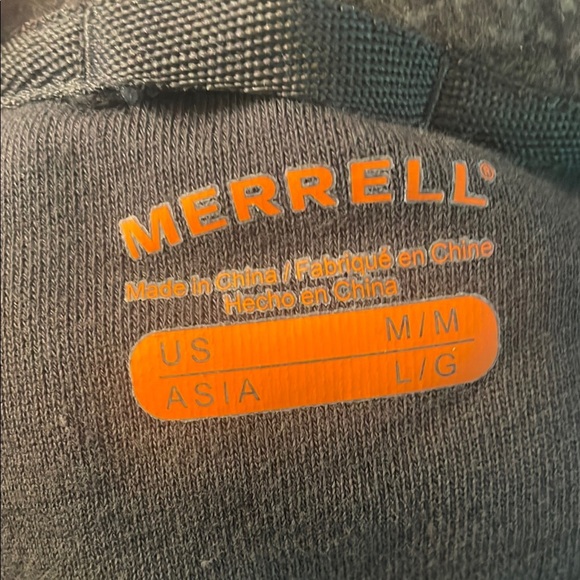 MERRELL®
Made in China / Fabriqué en Chine
Hecho en China
US M/M
ASIA L/G